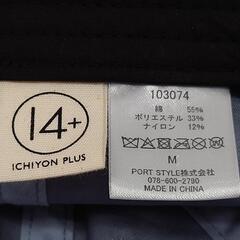 14+
ICHIYON PLUS
103074
綿 55%
ポリエステル 33%
ナイロン 12%
M
PORT STYLE株式会社
078-600-2790
MADE IN CHINA